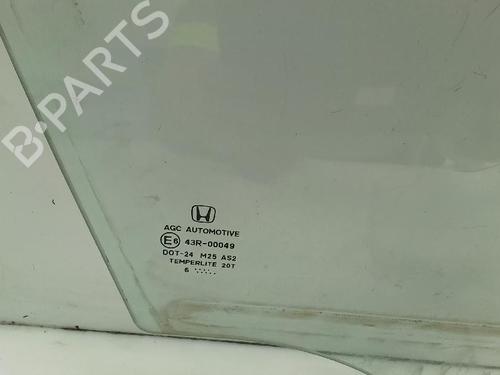 B-PARTS
AGC AUTOMOTIVE
E6 43R-00049
DOT-24 M25 AS2
TEMPERLITE 20T
6 .....